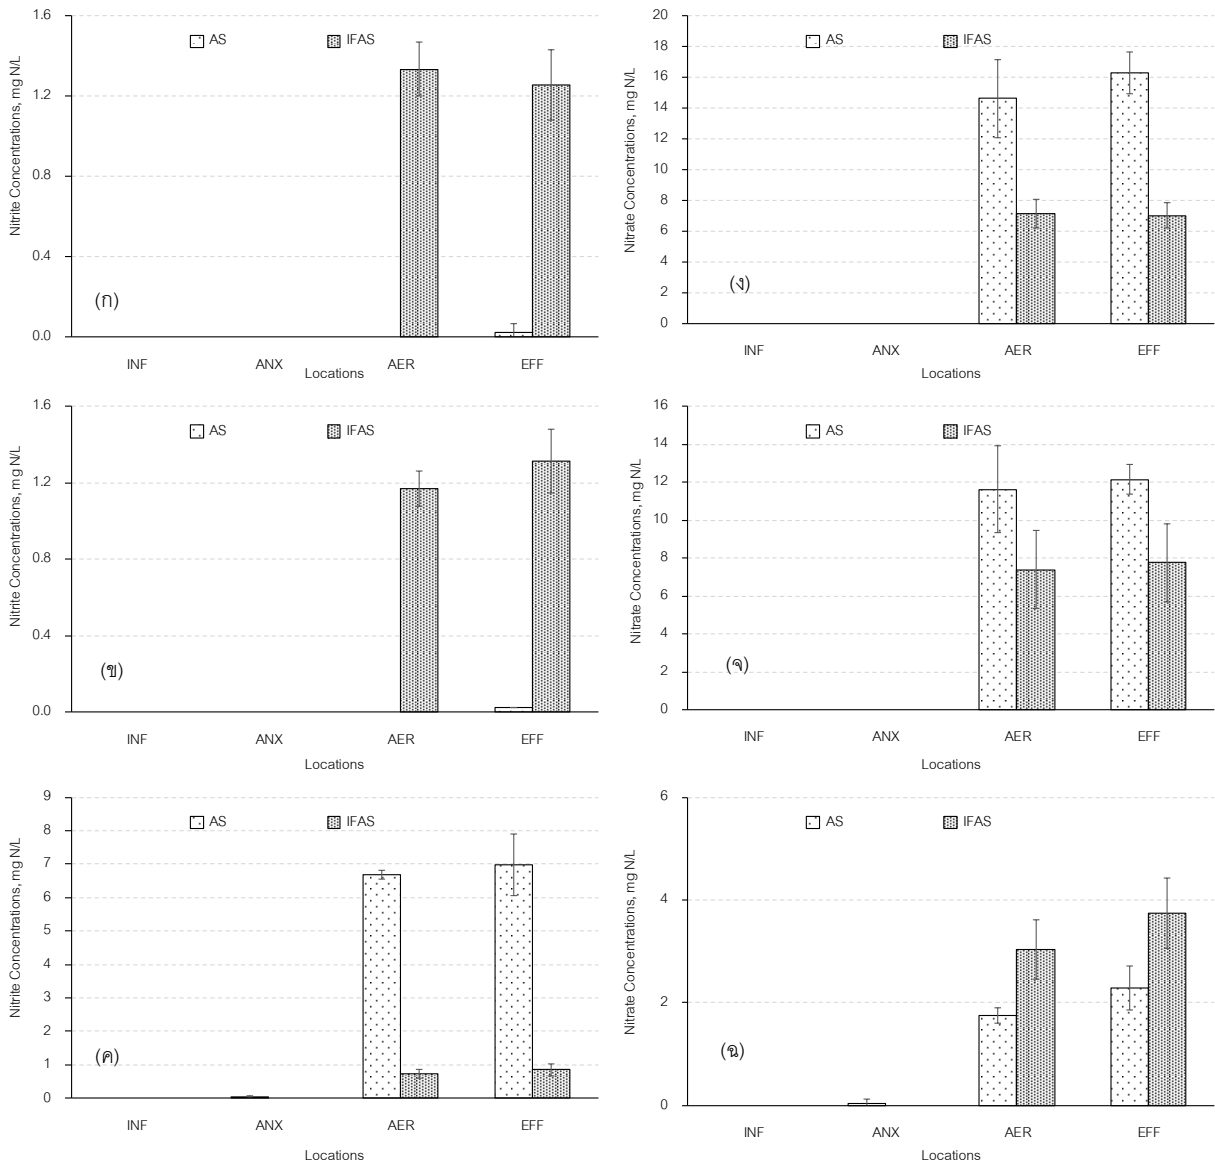 Nitrite Concentrations, mg N/L
1.6
1.2
0.8
0.4
0.0
AS
IFAS
(ก)
INF
ANX
AER
EFF
Locations
Nitrate Concentrations, mg N/L
20
18
16
14
12
10
8
6
4
2
0
AS
IFAS
(ง)
INF
ANX
AER
EFF
Locations
Nitrite Concentrations, mg N/L
1.6
1.2
0.8
0.4
0.0
AS
IFAS
(ข)
INF
ANX
AER
EFF
Locations
Nitrate Concentrations, mg N/L
16
14
12
10
8
6
4
2
0
AS
IFAS
(จ)
INF
ANX
AER
EFF
Locations
Nitrite Concentrations, mg N/L
9
8
7
6
5
4
3
2
1
0
AS
IFAS
(ค)
INF
ANX
AER
EFF
Locations
Nitrate Concentrations, mg N/L
6
4
2
0
AS
IFAS
(ฉ)
INF
ANX
AER
EFF
Locations